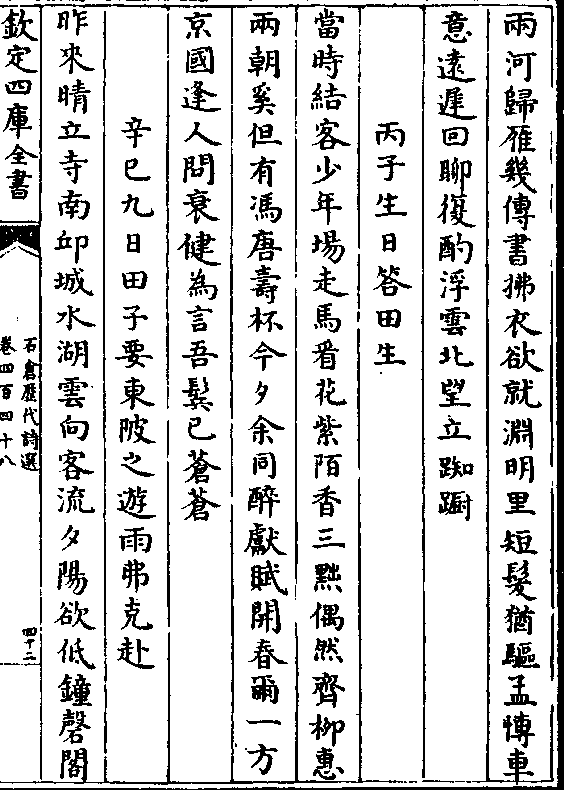 兩河歸雁幾傳書拂衣欲就淵明里短髮猶驅孟愽車
意遠遲回聊復酌浮雲北望立踟蹰
丙子生日答田生
當時結客少年場走馬看花紫陌香三黜偶然齊柳惠
兩朝奚但有馮唐壽杯今夕余同醉獻賦開春爾一方
京國逢人問衰健為言吾鬂已蒼蒼
辛巳九日田子要東陂之遊雨弗克赴
昨來晴立寺南邱城水湖雲向客流夕陽欲低鐘磬閣
欽定四庫全書
石倉歷代詩選
卷四百四十八
四十二